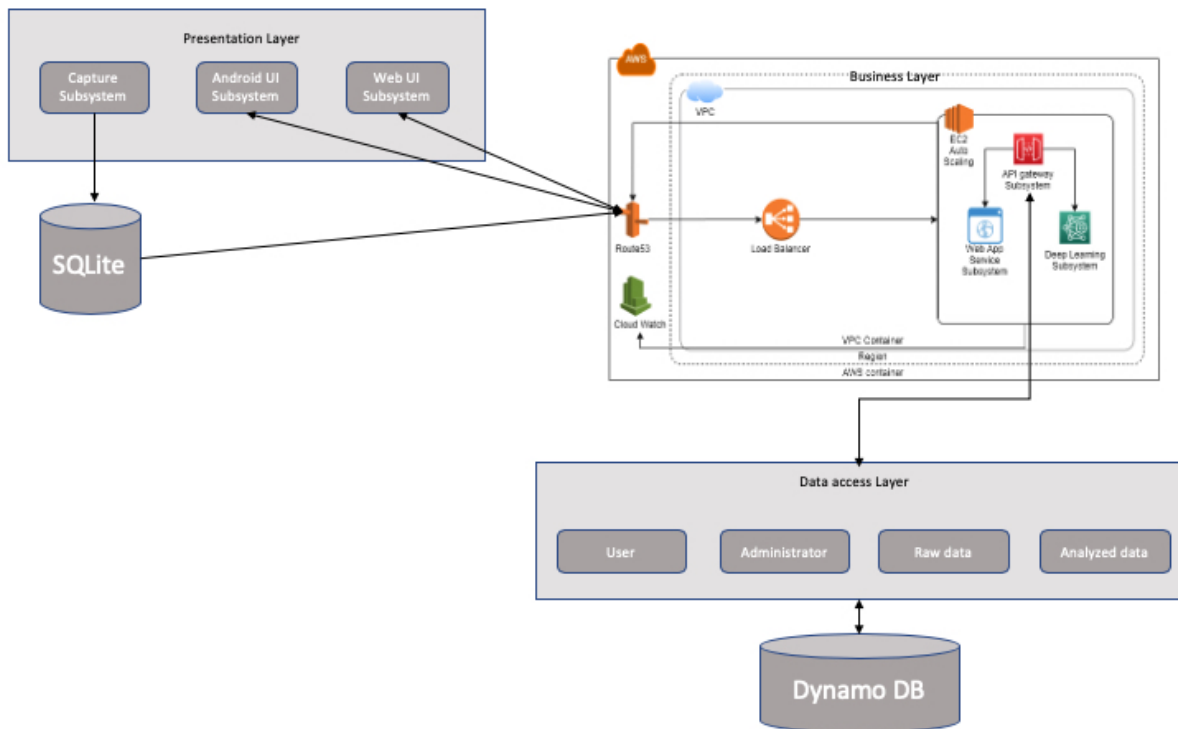 Presentation Layer
Capture
Subsystem
Android UI
Subsystem
Web UI
Subsystem
SQLite
AWS
Business Layer
VPC
EC2
Auto
Scaling
API gateway
Subsystem
Route53
Load Balancer
Web App
Service
Subsystem
Deep Learning
Subsystem
Cloud Watch
VPC Container
Region
AWS container
Data access Layer
User
Administrator
Raw data
Analyzed data
Dynamo DB